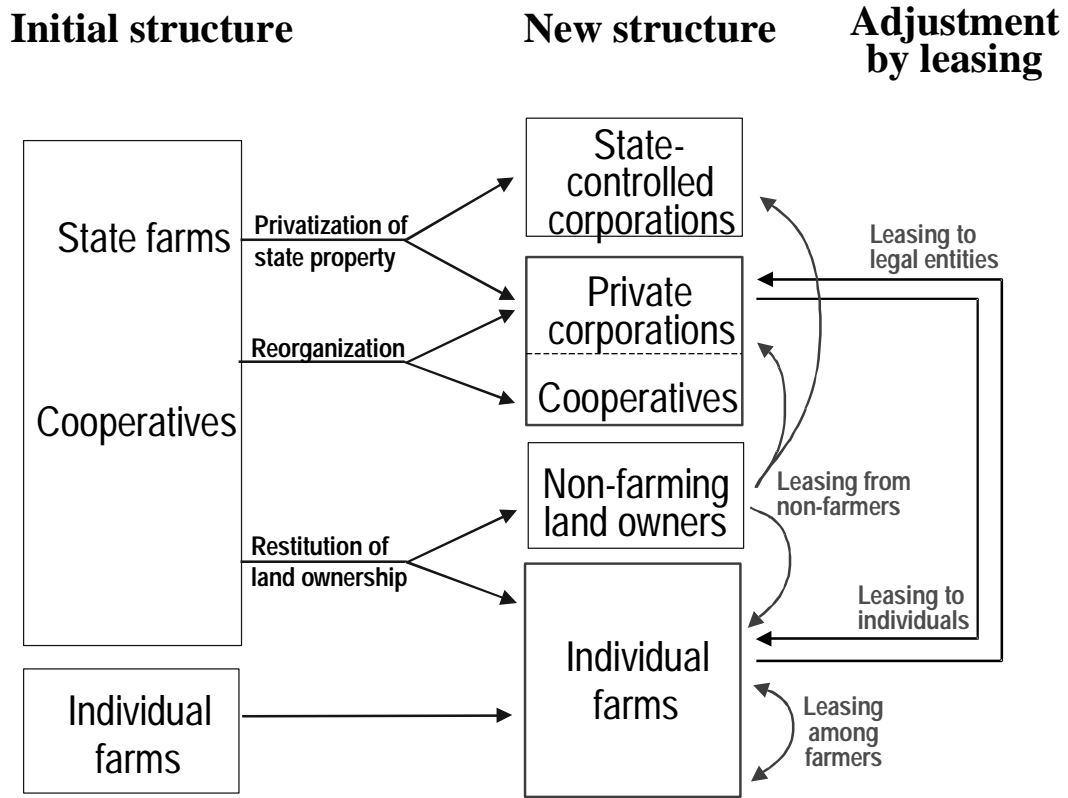 Initial structure
New structure
Adjustment
by leasing
State farms
Cooperatives
Individual
farms
Privatization of
state property
Reorganization
Restitution of
land ownership
State-
controlled
corporations
Private
corporations
Cooperatives
Non-farming
land owners
Individual
farms
Leasing to
legal entities
Leasing from
non-farmers
Leasing to
individuals
Leasing
among
farmers